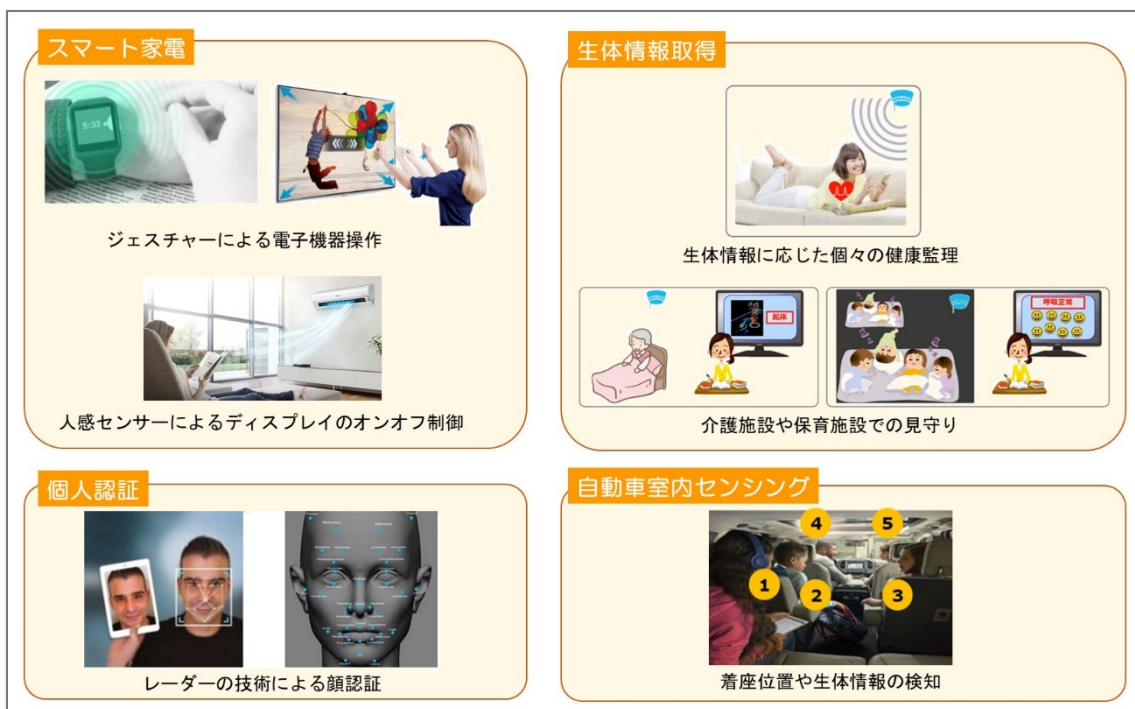 スマート家電
5:33
ジェスチャーによる電子機器操作
人感センサーによるディスプレイのオンオフ制御
生体情報取得
生体情報に応じた個々の健康監理
起床
呼吸正常
介護施設や保育施設での見守り
個人認証
レーダーの技術による顔認証
自動車室内センシング
4
5
1
2
3
着座位置や生体情報の検知